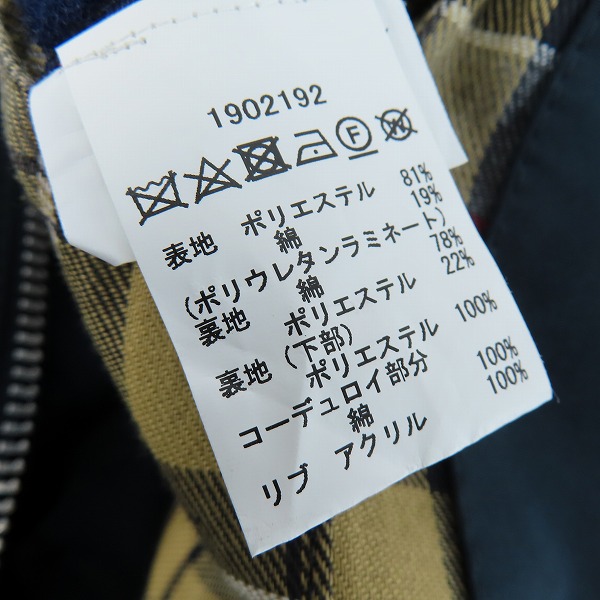 1902192
F W
表地 ポリエステル 81%
綿 19%
(ポリウレタンラミネート)
裏地 綿 78%
ポリエステル 22%
裏地 (下部)
ポリエステル 100%
コーデュロイ部分
綿 100%
リブ アクリル 100%